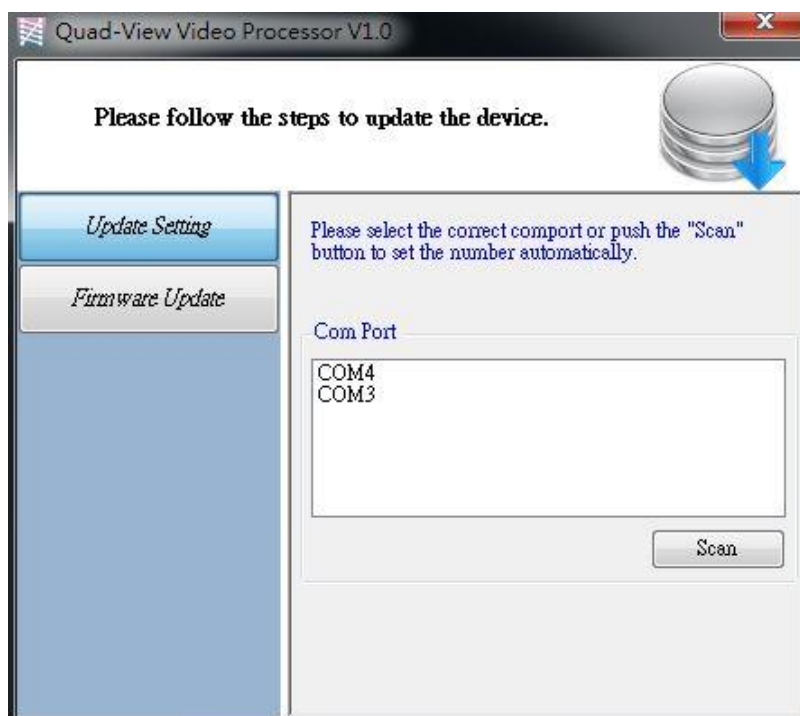 Quad-View Video Processor V1.0
Please follow the steps to update the device.
Update Setting
Firmware Update
Please select the correct comport or push the "Scan"
button to set the number automatically.
Com Port
COM4
COM3
Scan